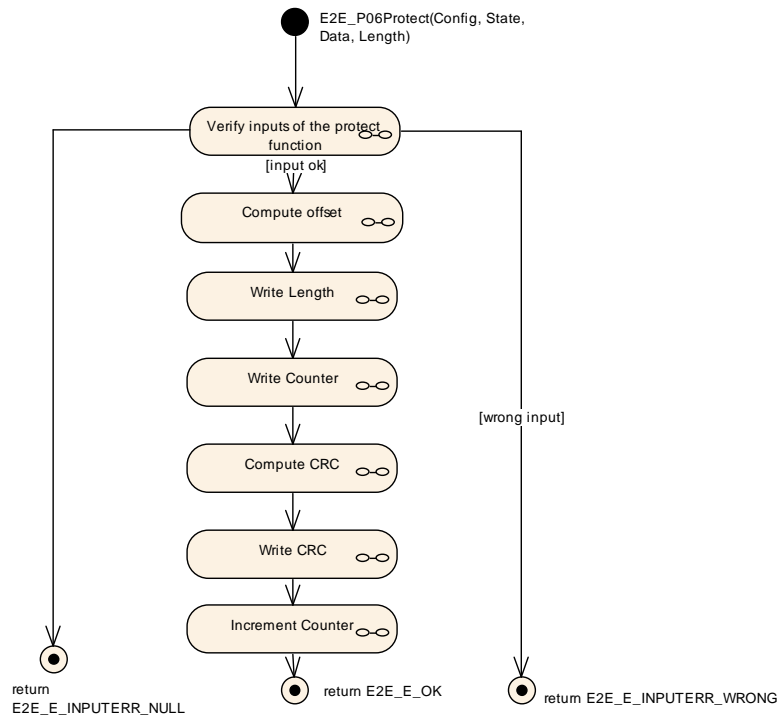 E2E_P06Protect(Config, State,
Data, Length)
Verify inputs of the protect
function
[input ok]
Compute offset
Write Length
Write Counter
[wrong input]
Compute CRC
Write CRC
Increment Counter
return
E2E_E_INPUTERR_NULL
return E2E_E_OK
return E2E_E_INPUTERR_WRONG